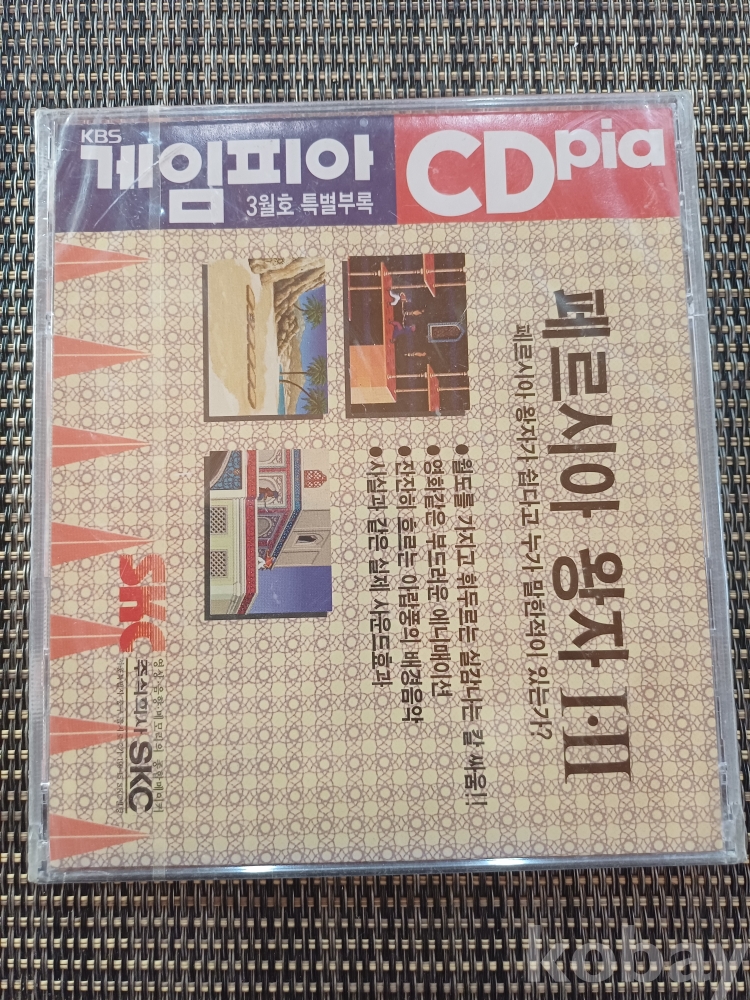 KBS
게임피아
3월호 특별부록
CDpia
페르시아 왕자 I·II
페르시아 왕자가 쉽다고 누가 말한적이 있는가?
●월도를 가지고 휘두르는 실감나는 칼 싸움!!
●영화같은 부드러운 애니메이션
●잔잔히 흐르는 아랍풍의 배경음악
●사실과 같은 실제 사운드효과
SKC
주식회사 SKC
kobay